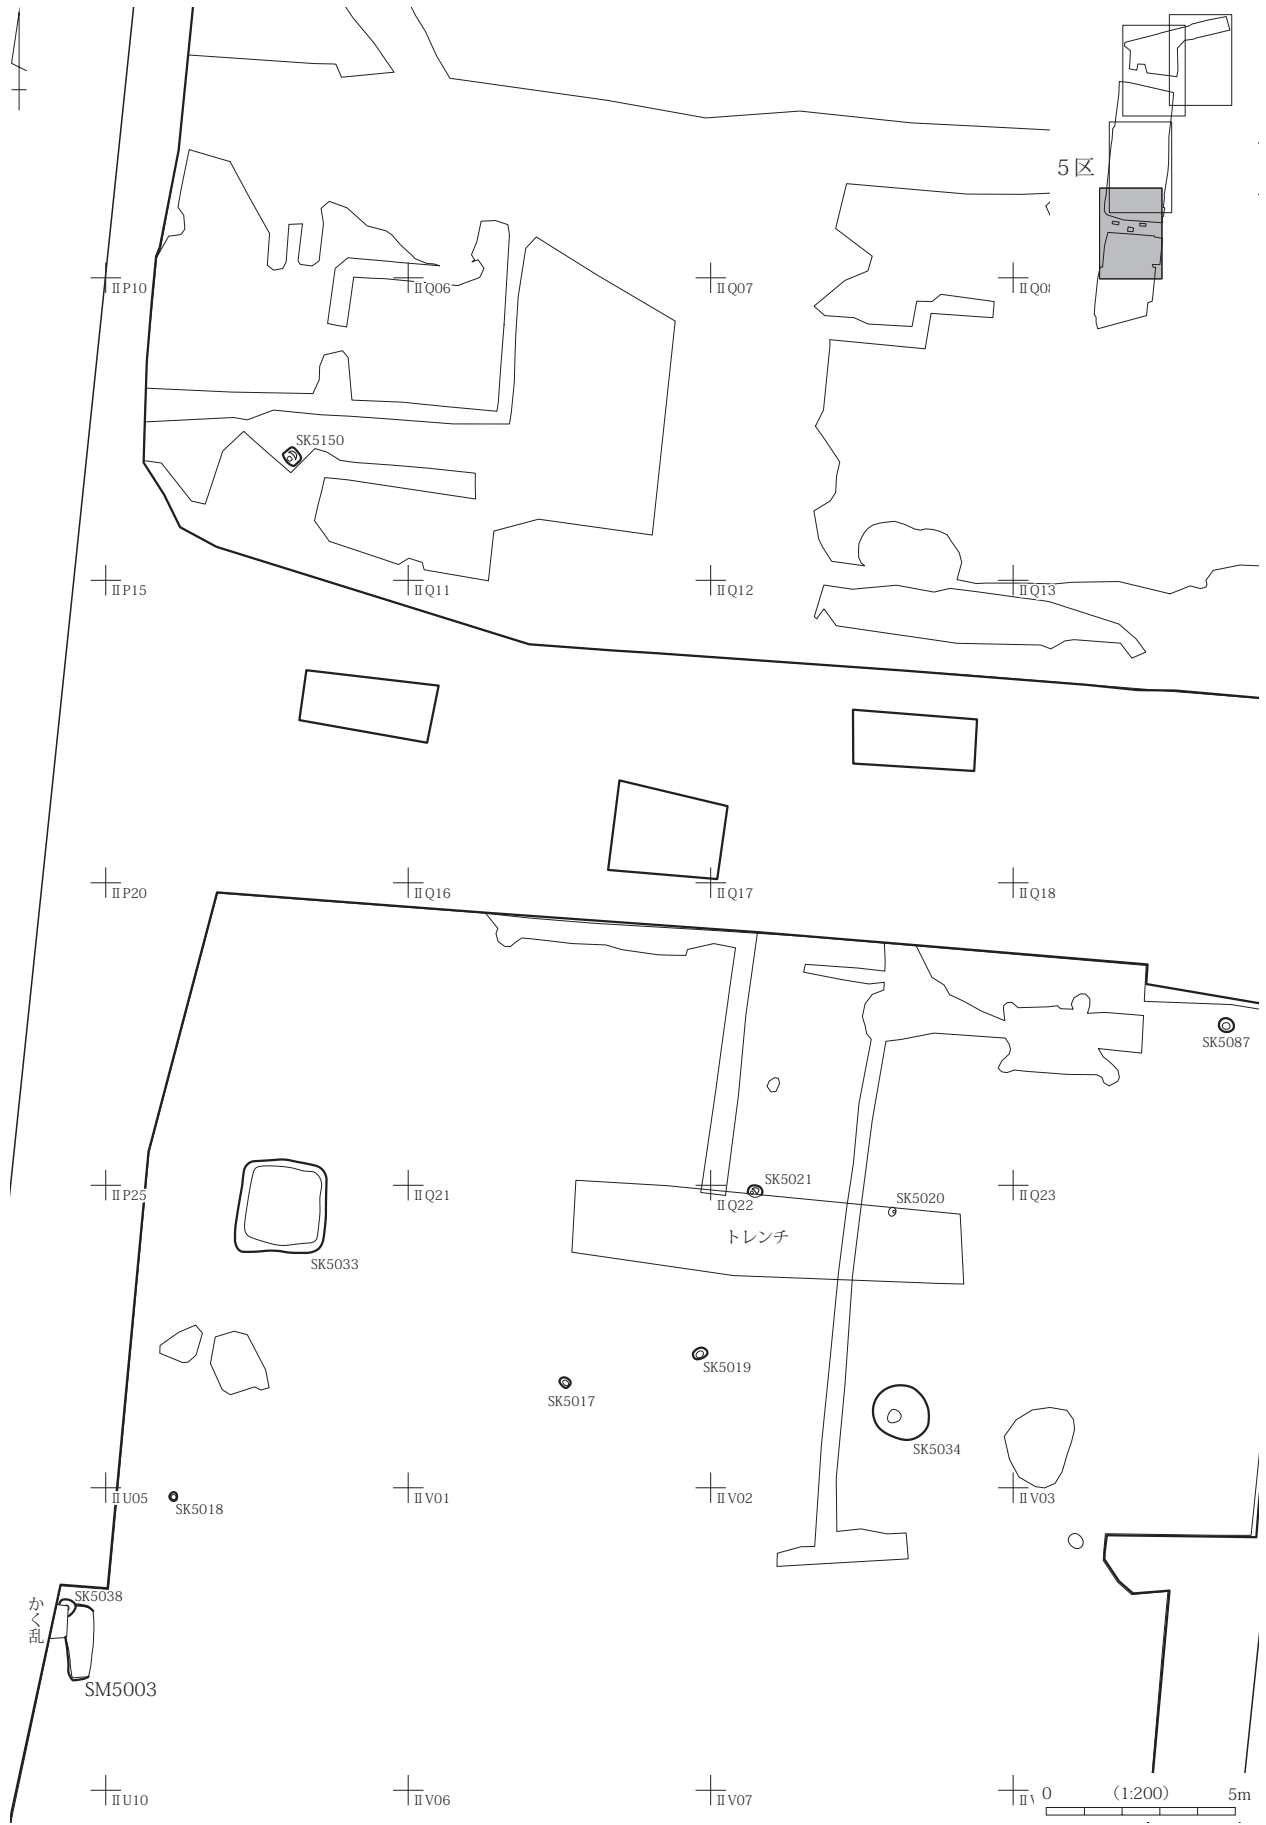 5区
ⅡP10
ⅡQ06
ⅡQ07
ⅡQ08
SK5150
ⅡP15
ⅡQ11
ⅡQ12
ⅡQ13
ⅡP20
ⅡQ16
ⅡQ17
ⅡQ18
SK5087
SK5021
ⅡP25
ⅡQ21
ⅡQ22
SK5020
ⅡQ23
トレンチ
SK5033
SK5019
SK5017
SK5034
ⅡU05
SK5018
ⅡV01
ⅡV02
ⅡV03
SK5038
かく乱
SM5003
ⅡU10
ⅡV06
ⅡV07
0 (1:200) 5m